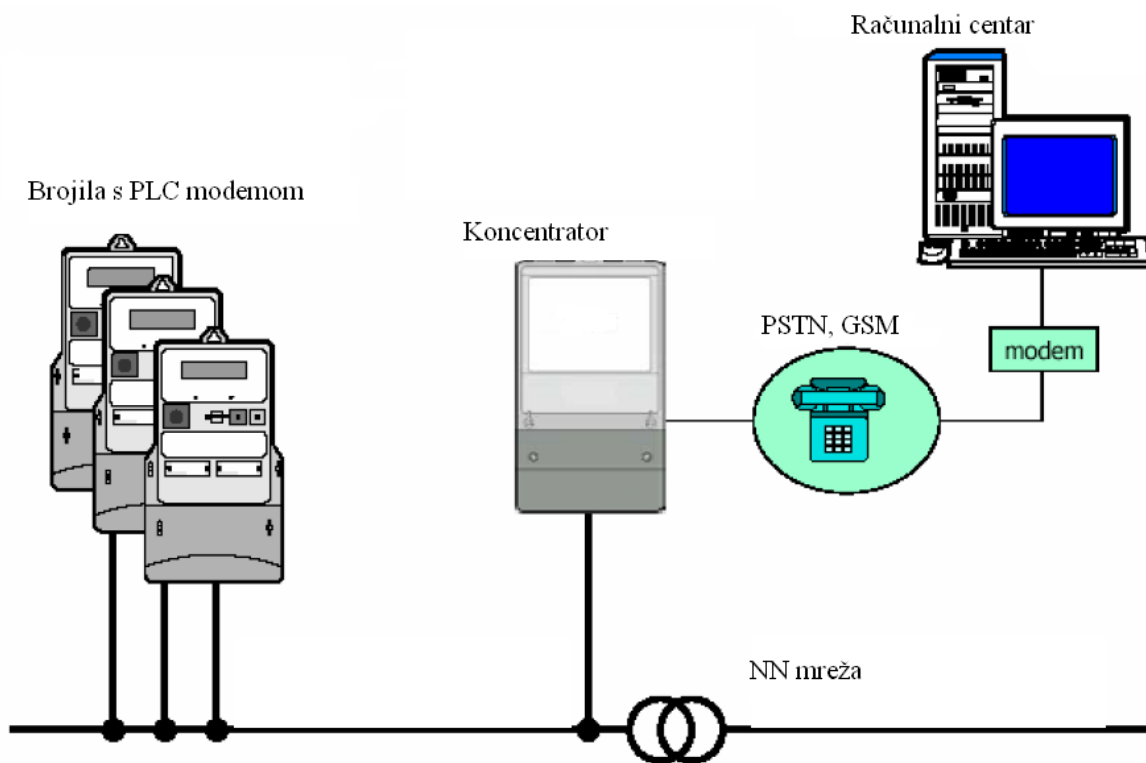 Računalni centar
Brojila s PLC modemom
Koncentrator
PSTN, GSM
modem
NN mreža